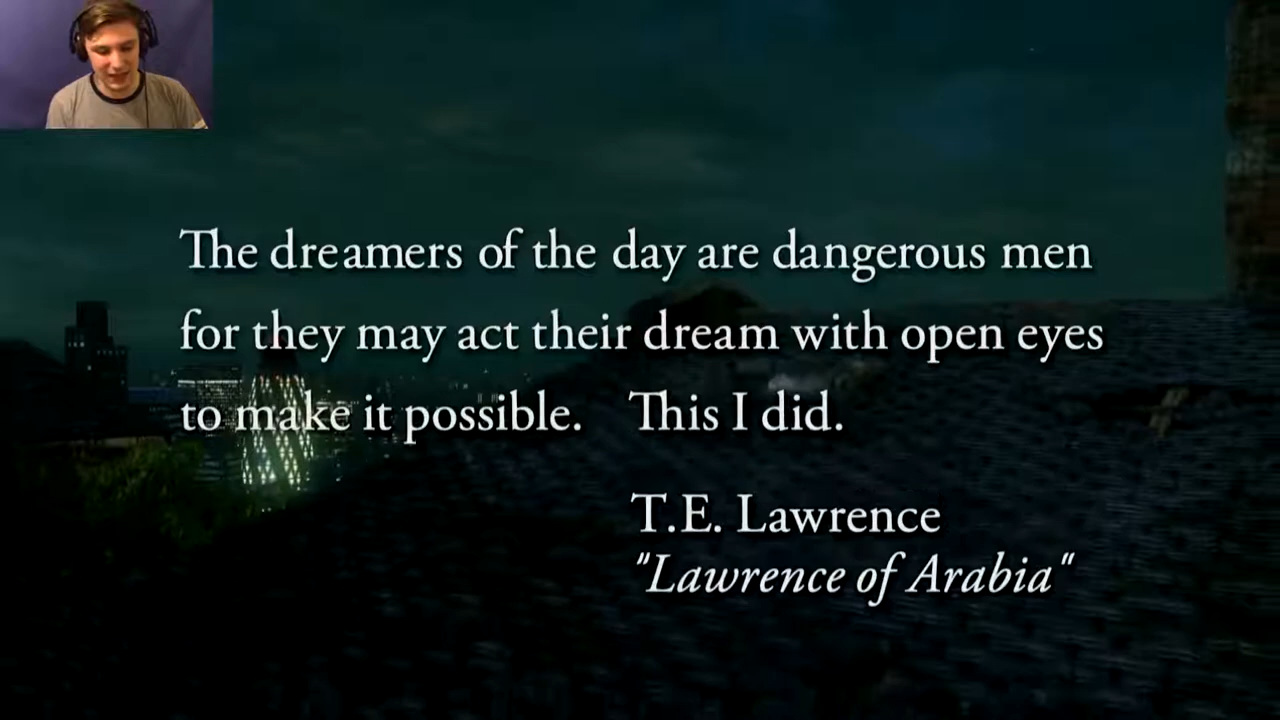 The dreamers of the day are dangerous men
for they may act their dream with open eyes
to make it possible. This I did.
T.E. Lawrence
"Lawrence of Arabia"